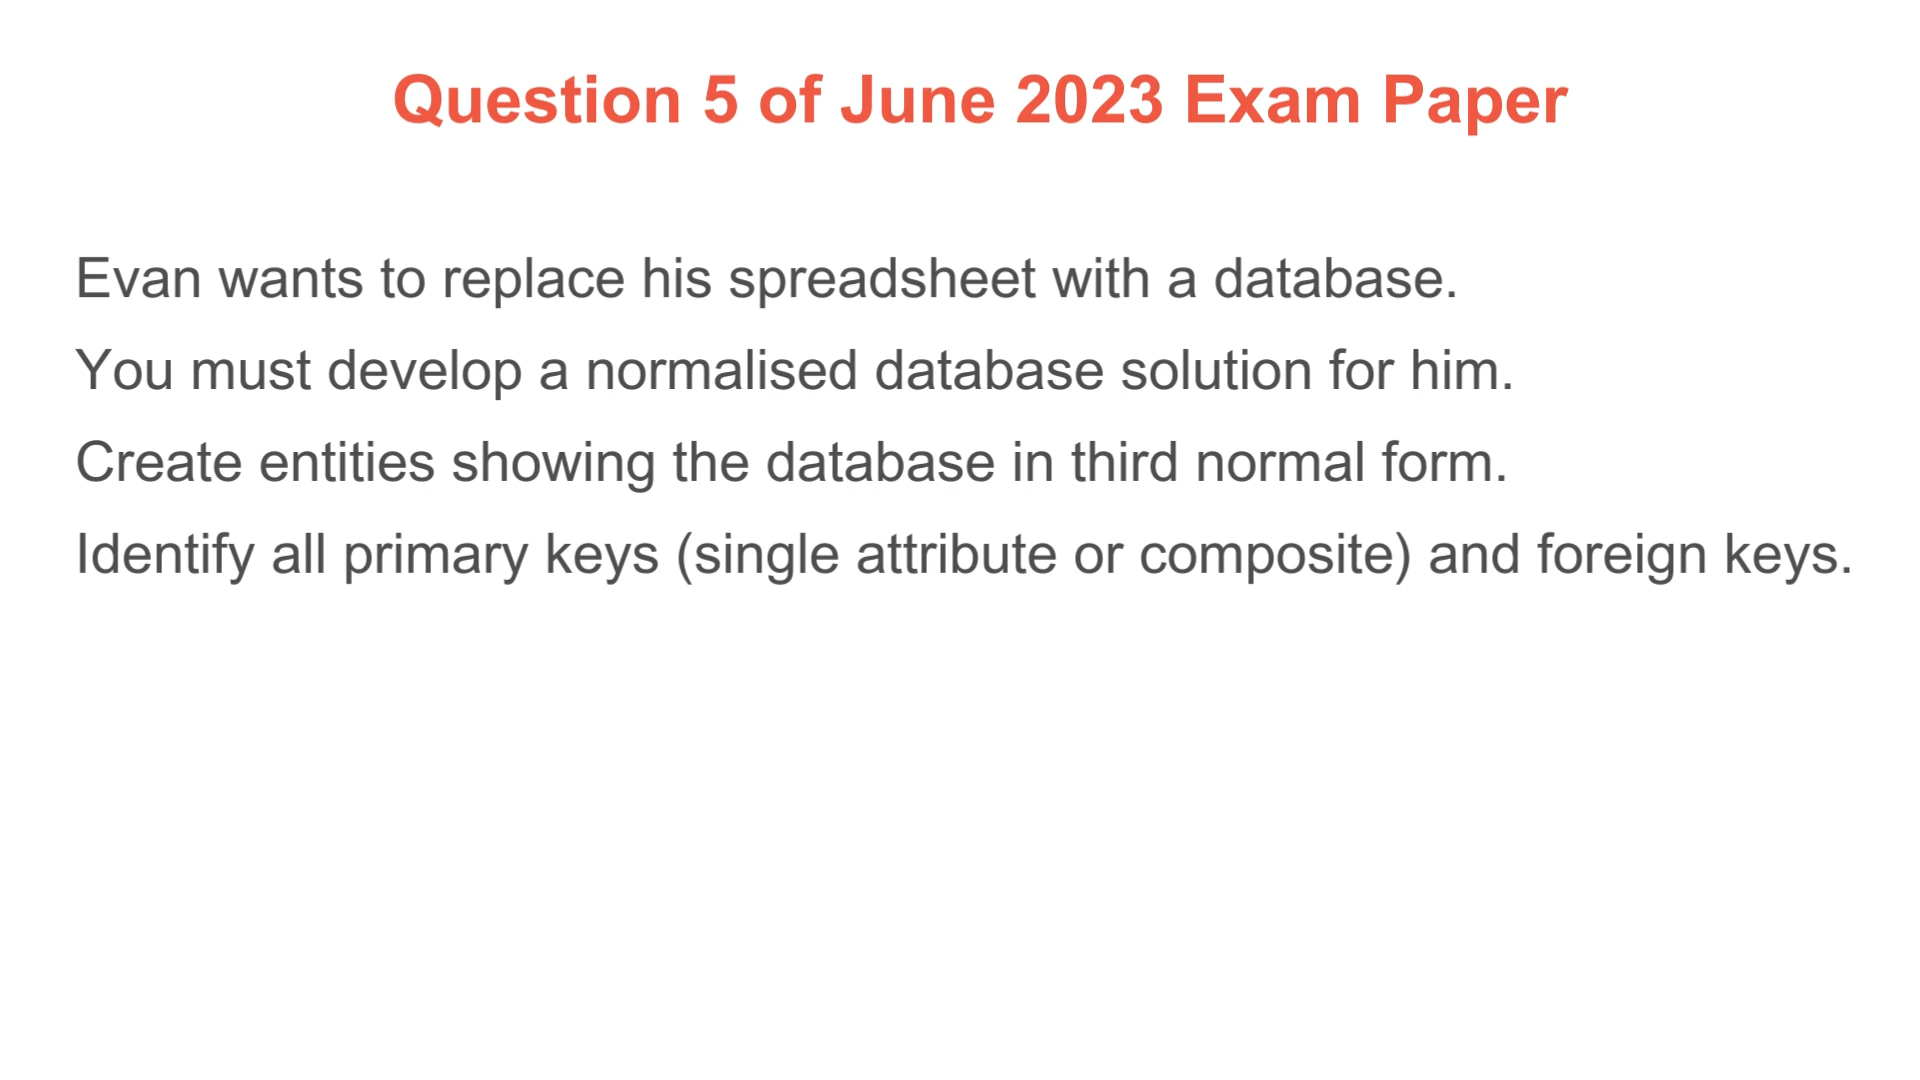 Question 5 of June 2023 Exam Paper
Evan wants to replace his spreadsheet with a database.
You must develop a normalised database solution for him.
Create entities showing the database in third normal form.
Identify all primary keys (single attribute or composite) and foreign keys.